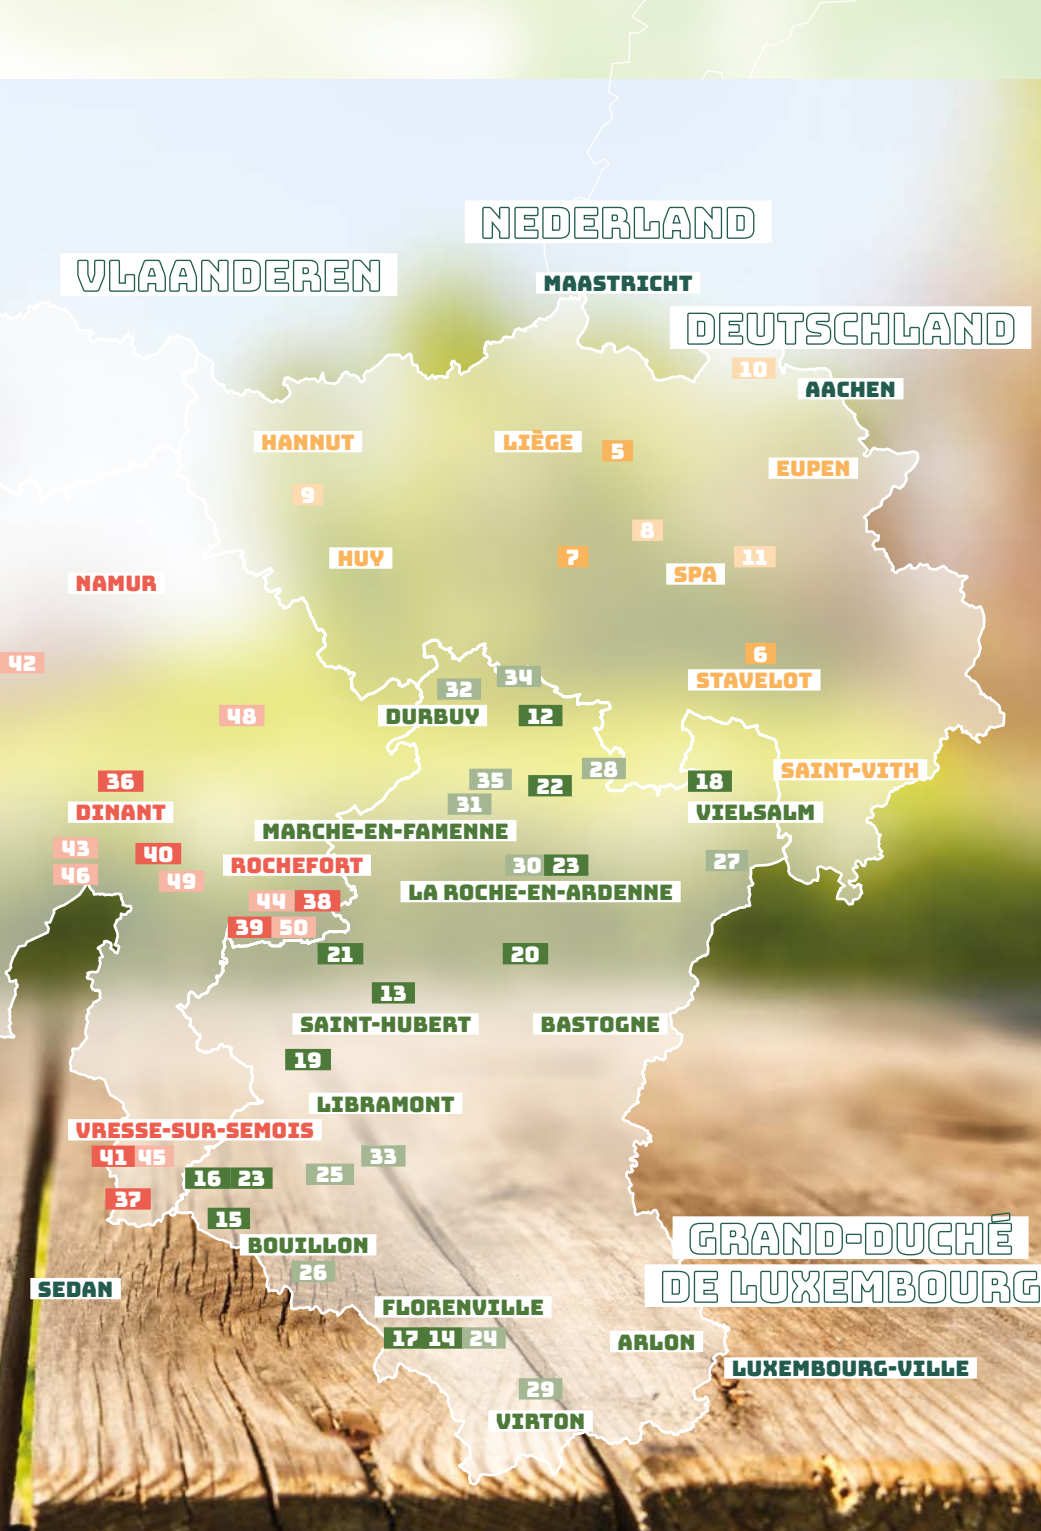 NEDERLAND
VLAANDEREN
MAASTRICHT
DEUTSCHLAND
10
AACHEN
HANNUT
LIÈGE
5
EUPEN
9
8
HUY
7
11
SPA
NAMUR
42
6
STAVELOT
34
32
48
DURBUY
12
28
SAINT-VITH
36
35
22
18
31
DINANT
VIELSALM
MARCHE-EN-FAMENNE
43
40
ROCHEFORT
30 23
27
46
49
LA ROCHE-EN-ARDENNE
44 38
39 50
21
20
13
SAINT-HUBERT
BASTOGNE
19
LIBRAMONT
VRESSE-SUR-SEMOIS
41 45
33
16 23
25
37
15
GRAND-DUCHÉ
DE LUXEMBOURG
BOUILLON
26
SEDAN
FLORENVILLE
17 14 24
ARLON
LUXEMBOURG-VILLE
29
VIRTON